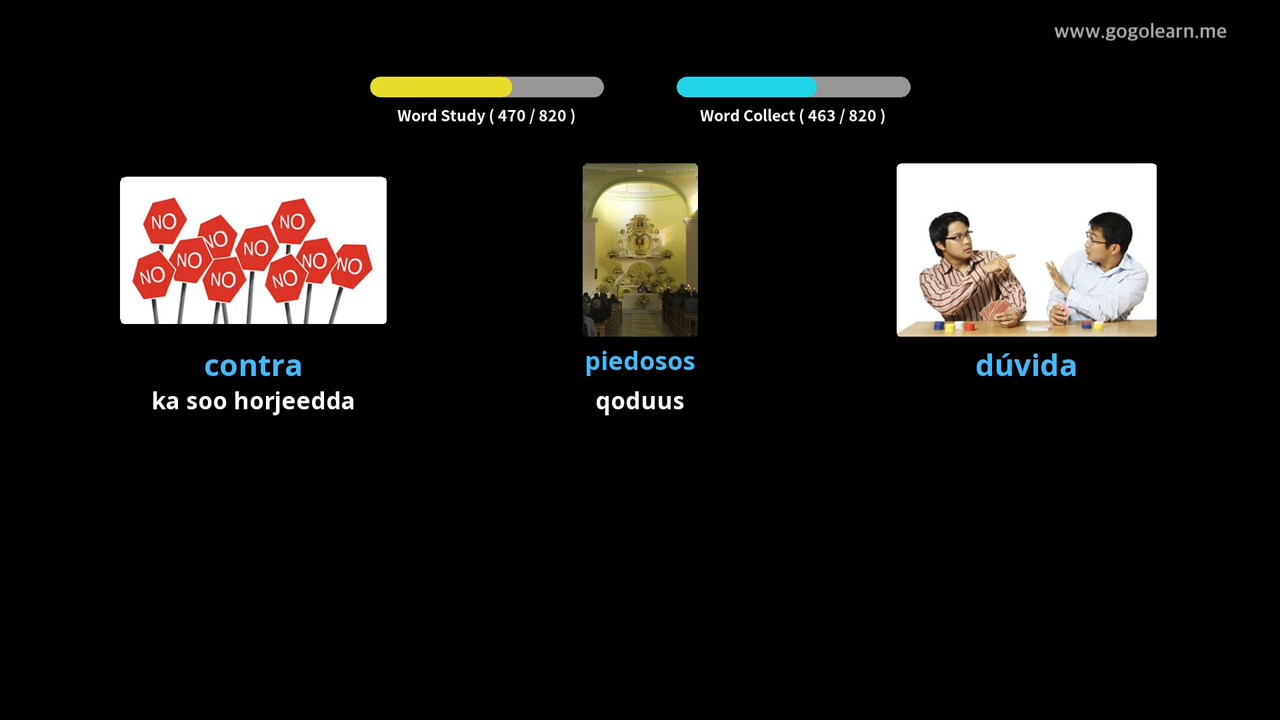 www.gogolearn.me
Word Study ( 470 / 820 )
Word Collect ( 463 / 820 )
NO
NO
NO
NO
NO
NO
NO
NO
NO
contra
piedosos
dúvida
ka soo horjeedda
qoduus